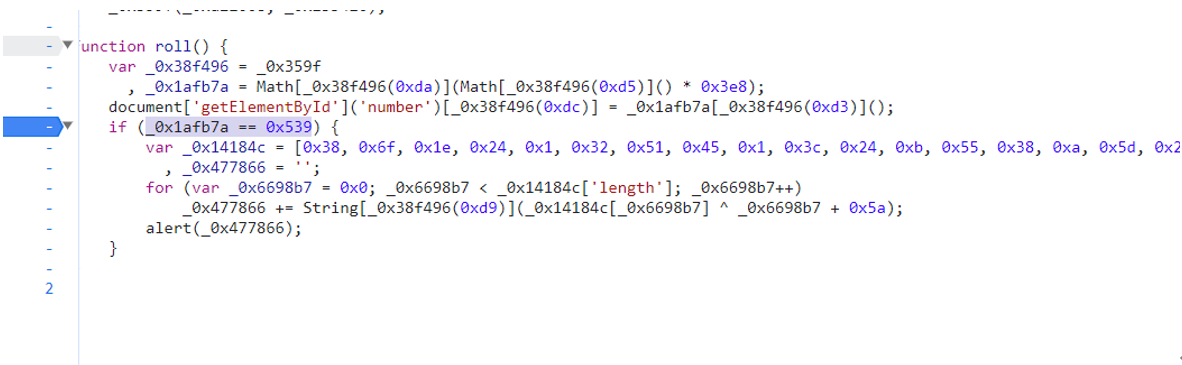 unction roll() {
var _0x38f496 = _0x359f
, _0x1afb7a = Math[_0x38f496(0xda)](Math[_0x38f496(0xd5)]() * 0x3e8);
document['getElementById']('number')[_0x38f496(0xdc)] = _0x1afb7a[_0x38f496(0xd3)]();
if (_0x1afb7a == 0x539) {
var _0x14184c = [0x38, 0x6f, 0x1e, 0x24, 0x1, 0x32, 0x51, 0x45, 0x1, 0x3c, 0x24, 0xb, 0x55, 0x38, 0xa, 0x5d, 0x2
, _0x477866 = '';
for (var _0x6698b7 = 0x0; _0x6698b7 < _0x14184c['length']; _0x6698b7++)
_0x477866 += String[_0x38f496(0xd9)](_0x14184c[_0x6698b7] ^ _0x6698b7 + 0x5a);
alert(_0x477866);
}
2